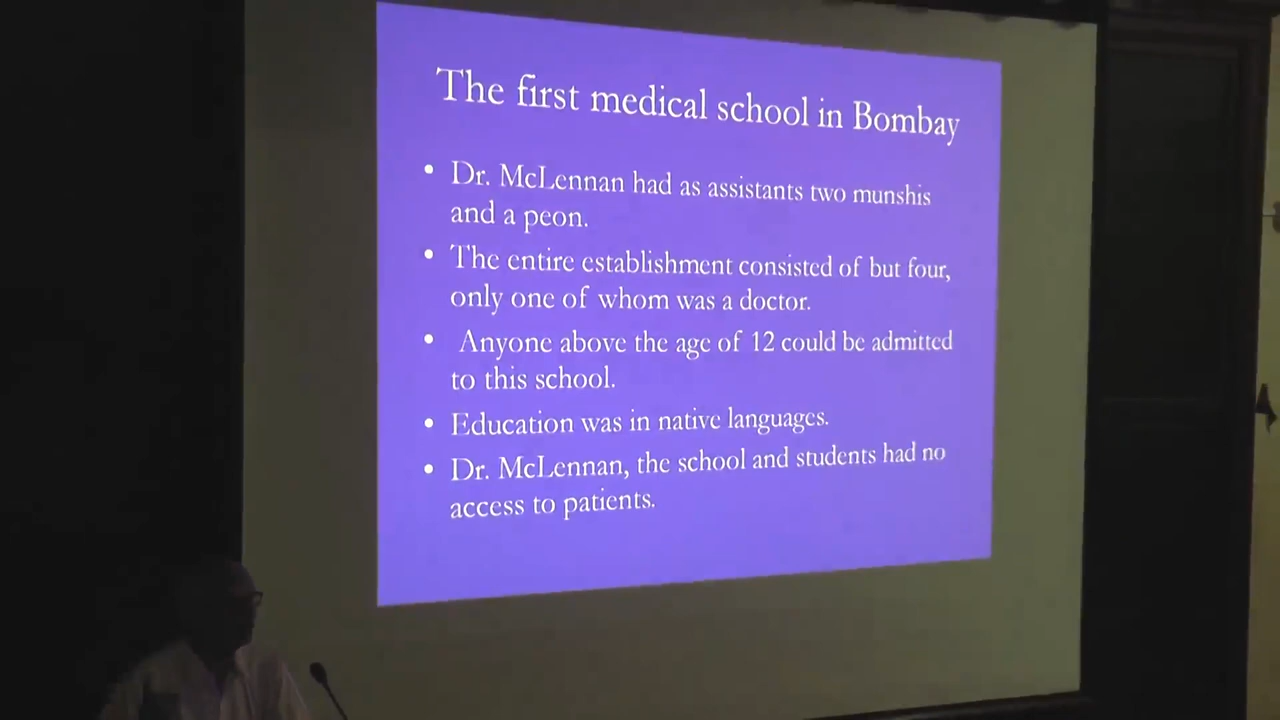 The first medical school in Bombay
• Dr. McLennan had as assistants two munshis
and a peon.
• The entire establishment consisted of but four,
only one of whom was a doctor.
• Anyone above the age of 12 could be admitted
to this school.
• Education was in native languages.
• Dr. McLennan, the school and students had no
access to patients.